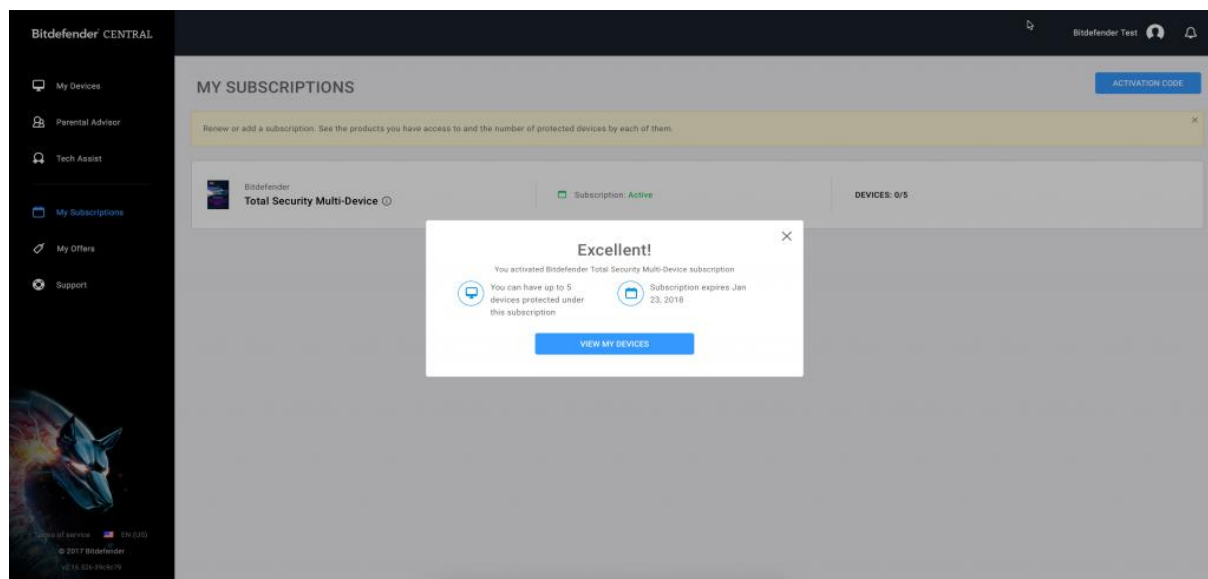 Bitdefender CENTRAL
Bitdefender Test
My Devices
Parental Advisor
Tech Assist
My Subscriptions
My Offers
Support
Terms of service EN (US)
© 2017 Bitdefender
MY SUBSCRIPTIONS
ACTIVATION CODE
Renew or add a subscription. See the products you have access to and the number of protected devices by each of them.
Bitdefender
Total Security Multi-Device
Subscription: Active
DEVICES: 0/5
Excellent!
You activated Bitdefender Total Security Multi-Device subscription
You can have up to 5
devices protected under
this subscription
Subscription expires Jan
23, 2018
VIEW MY DEVICES